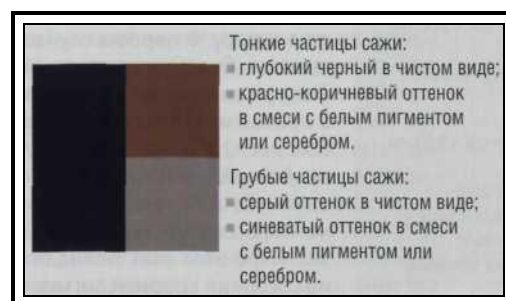 Тонкие частицы сажи:
▪ глубокий черный в чистом виде;
▪ красно-коричневый оттенок
в смеси с белым пигментом
или серебром.
Грубые частицы сажи:
▪ серый оттенок в чистом виде;
▪ синеватый оттенок в смеси
с белым пигментом или
серебром.